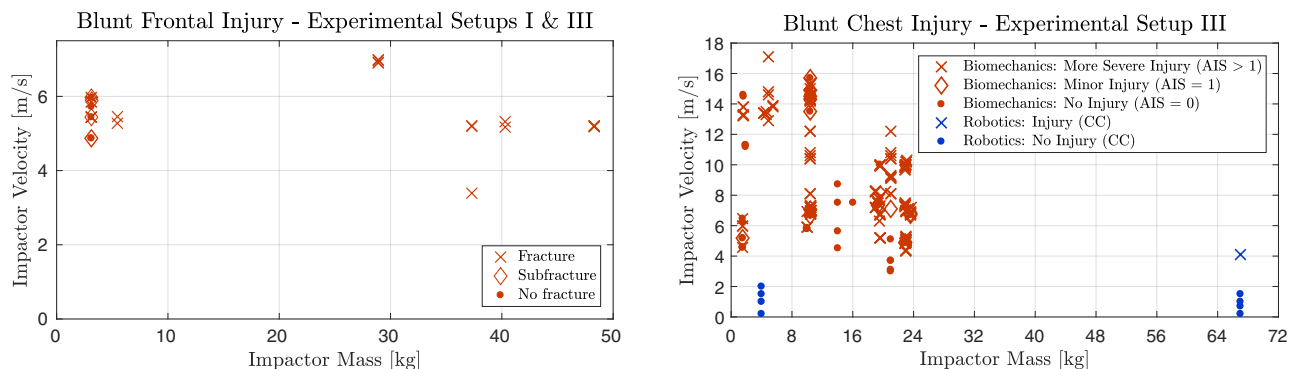 Blunt Frontal Injury - Experimental Setups I & III
Impactor Velocity [m/s]
6
4
2
0
0 10 20 30 40 50
Impactor Mass [kg]
Fracture
Subfracture
No fracture
Blunt Chest Injury - Experimental Setup III
Impactor Velocity [m/s]
18
16
14
12
10
8
6
4
2
0
0 8 16 24 32 40 48 56 64 72
Impactor Mass [kg]
Biomechanics: More Severe Injury (AIS > 1)
Biomechanics: Minor Injury (AIS = 1)
Biomechanics: No Injury (AIS = 0)
Robotics: Injury (CC)
Robotics: No Injury (CC)